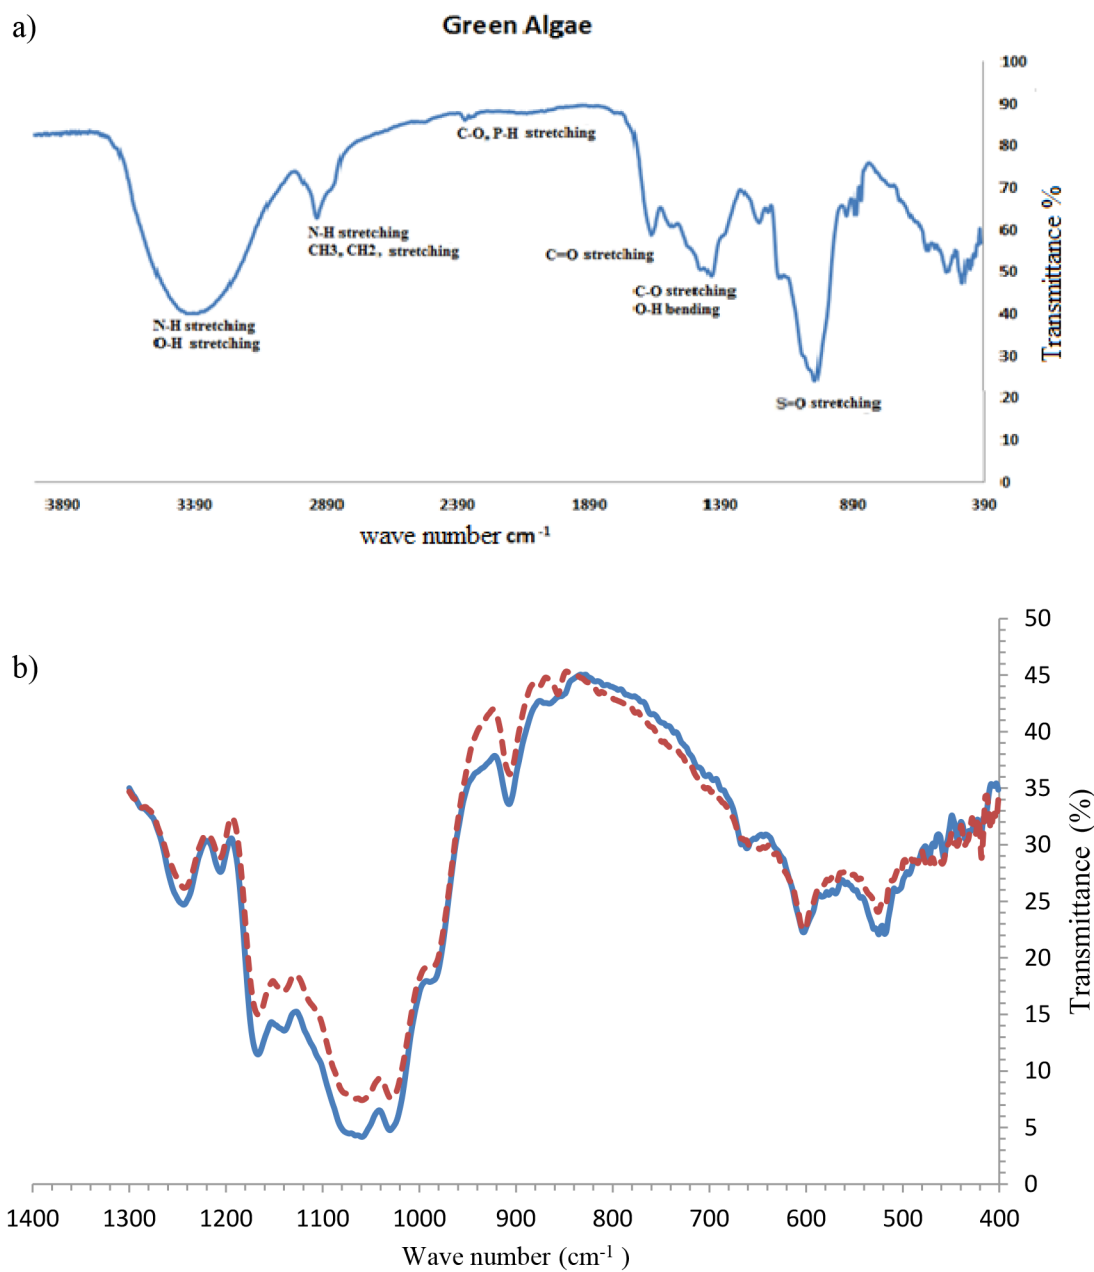 a)
Green Algae
100
90
80
C-O, P-H stretching
70
N-H stretching
CH3, CH2, stretching
60
C=O stretching
50
C-O stretching
O-H bending
40
N-H stretching
O-H stretching
30
20
S=O stretching
10
0
Transmittance %
3890 3390 2890 2390 1890 1390 890 390
wave number cm-1
b)
50
45
40
35
30
25
20
15
10
5
0
Transmittance (%)
1400 1300 1200 1100 1000 900 800 700 600 500 400
Wave number (cm-1 )